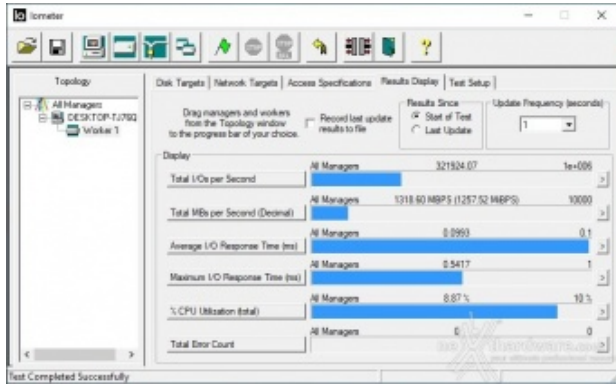 Iometer
Topology
All Managers
DESKTOP-TJ76Q
Worker 1
Disk Targets
Network Targets
Access Specifications
Results Display
Test Setup
Drag managers and workers
from the Topology window
to the progress bar of your choice.
Record last update
results to file
Results Since
Start of Test
Last Update
Update Frequency (seconds)
1
Display
All Managers 321924.07 1e+006
Total I/Os per Second
All Managers 1318.60 MBPS (1257.52 MiBPS) 10000
Total MBs per Second (Decimal)
All Managers 0.0993 0.1
Average I/O Response Time (ms)
All Managers 0.5417 1
Maximum I/O Response Time (ms)
All Managers 8.87 % 10 %
% CPU Utilization (total)
All Managers 0 0
Total Error Count
Test Completed Successfully